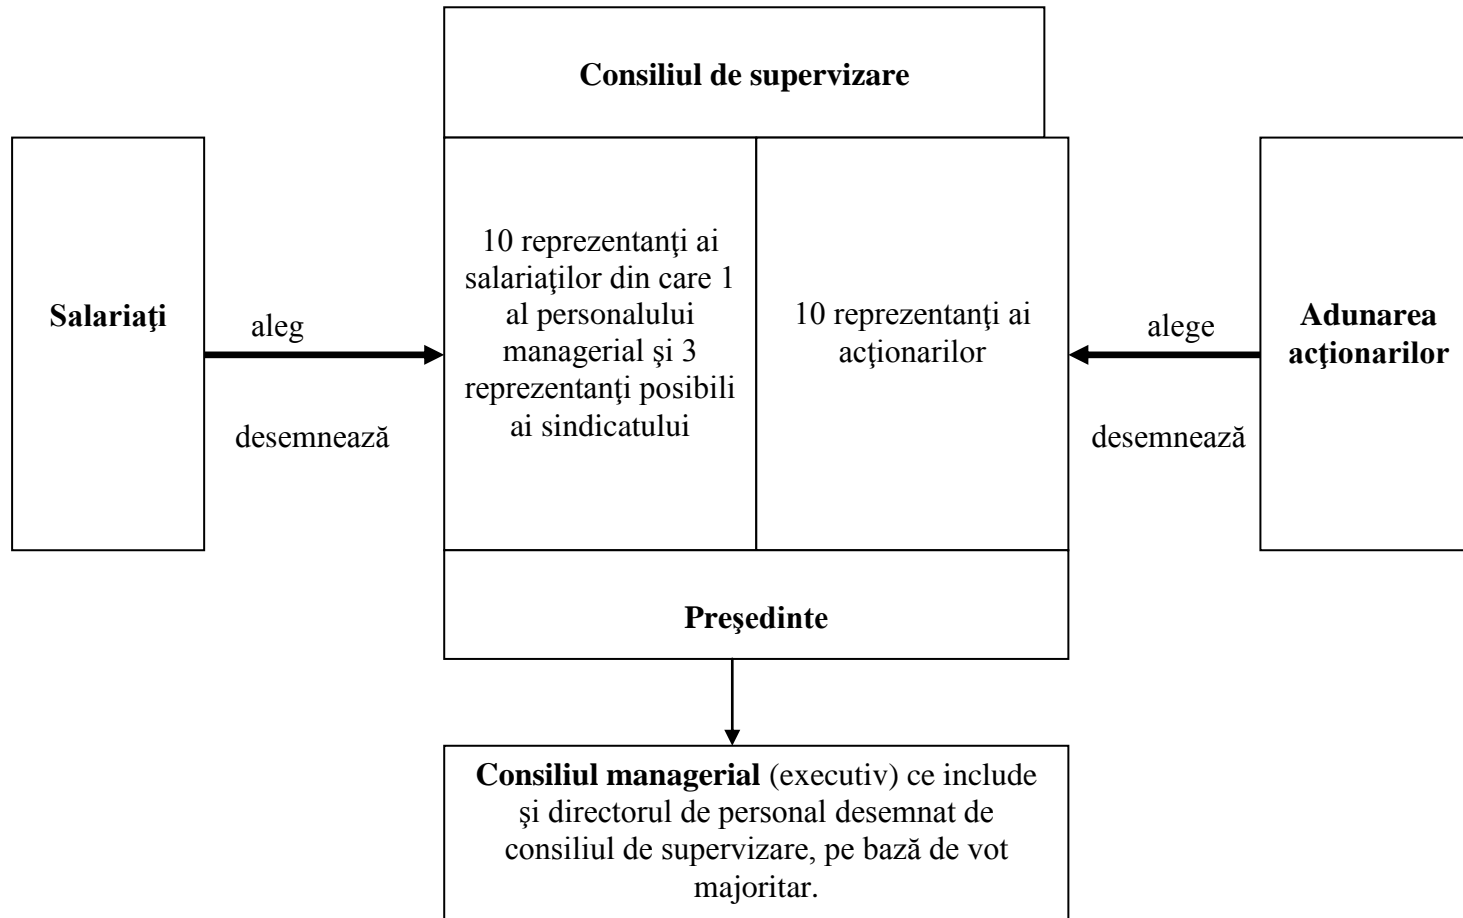 Consiliul de supervizare
Salariaţi
aleg
desemnează
10 reprezentanţi ai
salariaţilor din care 1
al personalului
managerial şi 3
reprezentanţi posibili
ai sindicatului
10 reprezentanţi ai
acţionarilor
alege
desemnează
Adunarea
acţionarilor
Preşedinte
Consiliul managerial (executiv) ce include
şi directorul de personal desemnat de
consiliul de supervizare, pe bază de vot
majoritar.